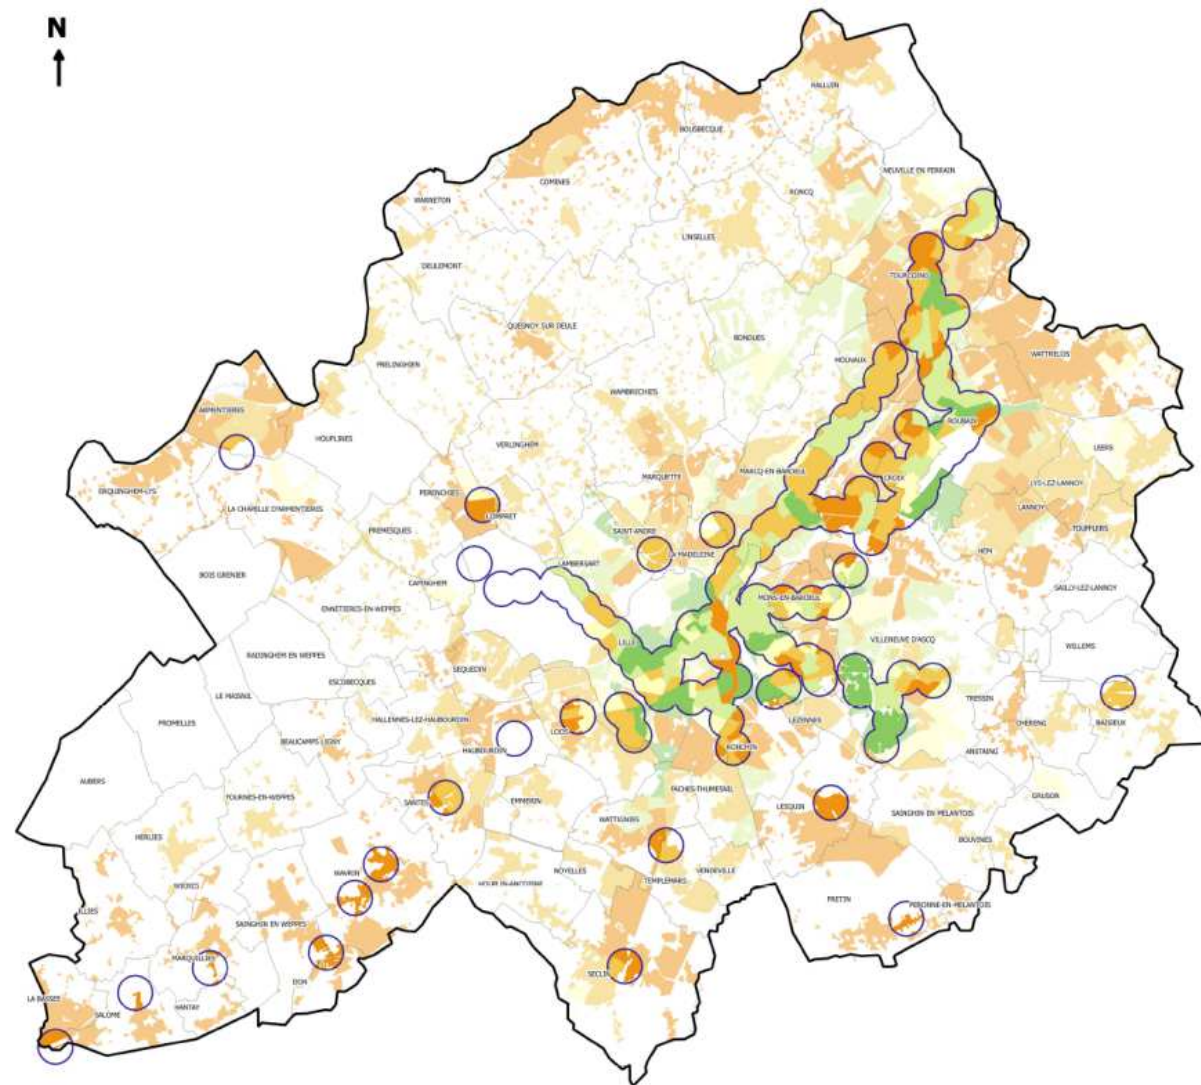 N
HALLUIN
BOUSBECQUE
NEUVILLE EN FERRAIN
COMINES
RONCQ
WARNETON
LINSELLES
DEULEMONT
TOURCOING
QUESNOY SUR DEULE
BONDUES
WATTRELOS
MOUVAUX
FRELINGHIEN
WAMBRECHIES
ARMENTIERES
ROUBAIX
HOUPLINES
VERLINGHEM
LEERS
MARCQ-EN-BAROEUL
MARQUETTE
CROIX
LYS-LEZ-LANNOY
ERQUINGHEM-LYS
PERENCHIES
LANNOY
LA CHAPELLE D'ARMENTIERES
LOMPRET
TOUFFLERS
PREMESQUES
SAINT-ANDRE
LA MADELEINE
HEM
LAMBERSART
BOIS GRENIER
CAPINGHEM
SAILLY-LEZ-LANNOY
MONS-EN-BAROEUL
ENNETIERES-EN-WEPPES
LILLE
VILLENEUVE D'ASCQ
WILLEMS
RADINGHEM EN WEPPES
SEQUEDIN
ESCOBECQUES
LE MAISNIL
TRESSIN
FROMELLES
HALLENNES-LEZ-HAUBOURDIN
LEZENNES
CHERENG
BAISIEUX
LOOS
BEAUCAMPS LIGNY
HAUBOURDIN
RONCHIN
ANSTAING
AUBERS
FACHES-THUMESNIL
GRUSON
FOURNES-EN-WEPPES
SANTES
EMMERIN
LESQUIN
SAINGHIN EN MELANTOIS
WATTIGNIES
HERLIES
BOUVINES
WAVRIN
NOYELLES
VENDEVILLE
TEMPLEMARS
WICRES
FRETIN
PERONNE-EN-MELANTOIS
SAINGHIN EN WEPPES
MARQUILLIES
SECLIN
DON
LA BASSEE
SALOME
HANTAY